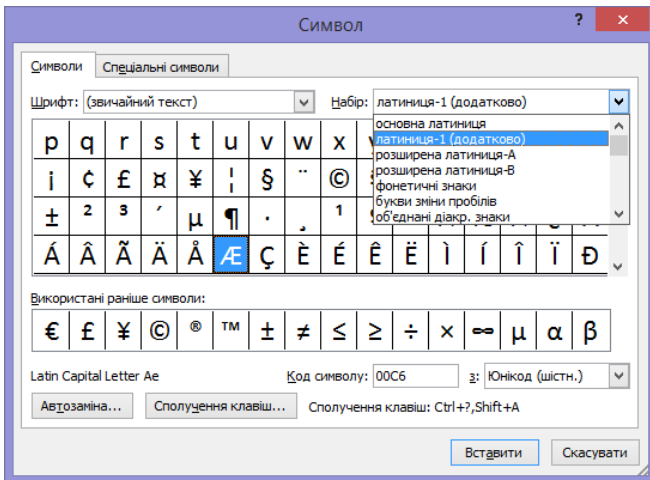 Символ
?
×
Символи Спеціальні символи
Шрифт: (звичайний текст) Набір: латиниця-1 (додатково)
основна латиниця
латиниця-1 (додатково)
розширена латиниця-A
розширена латиниця-B
фонетичні знаки
букви зміни пробілів
об'єднані діакр. знаки
p q r s t u v w x
¡ ¢ £ ¤ ¥ ¦ § ¨ ©
± ² ³ ´ µ ¶ · ¸ ¹
Á Â Ã Ä Å Æ Ç È É Ê Ë Ì Í Î Ï Đ
Використані раніше символи:
€ £ ¥ © ® ™ ± ≠ ≤ ≥ ÷ × ∞ µ α β
Latin Capital Letter Ae Код символу: 00C6 з: Юнікод (шістн.)
Автозаміна... Сполучення клавіш... Сполучення клавіш: Ctrl+?,Shift+A
Вставити Скасувати